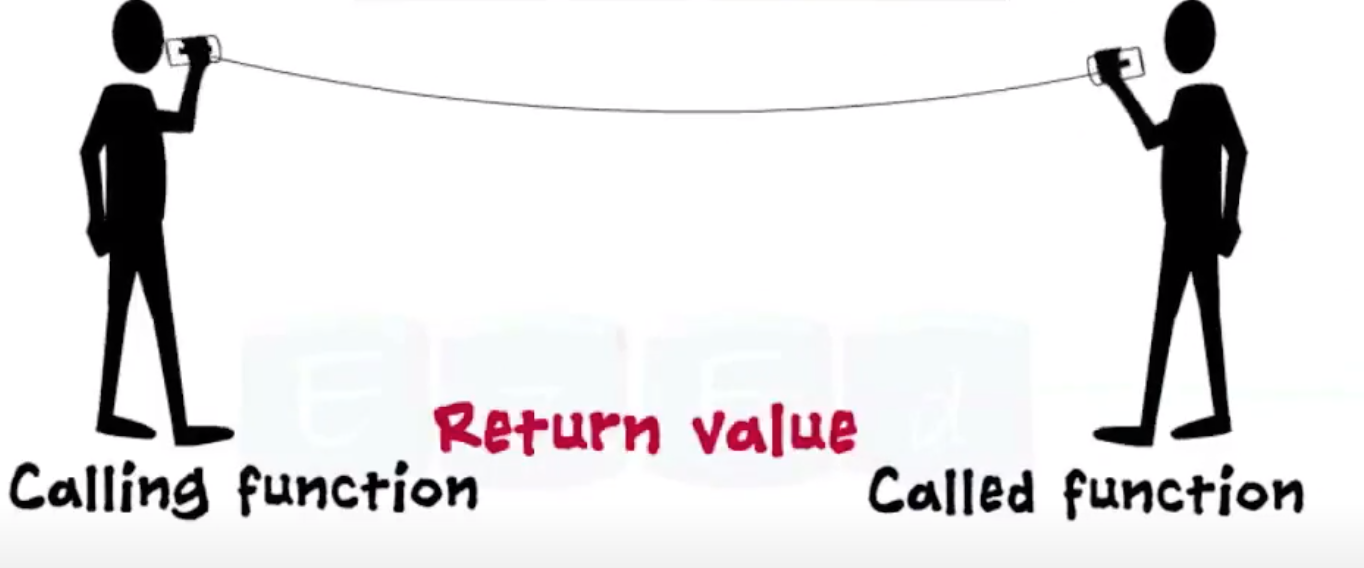 Return value
Calling function
Called function
E - E d